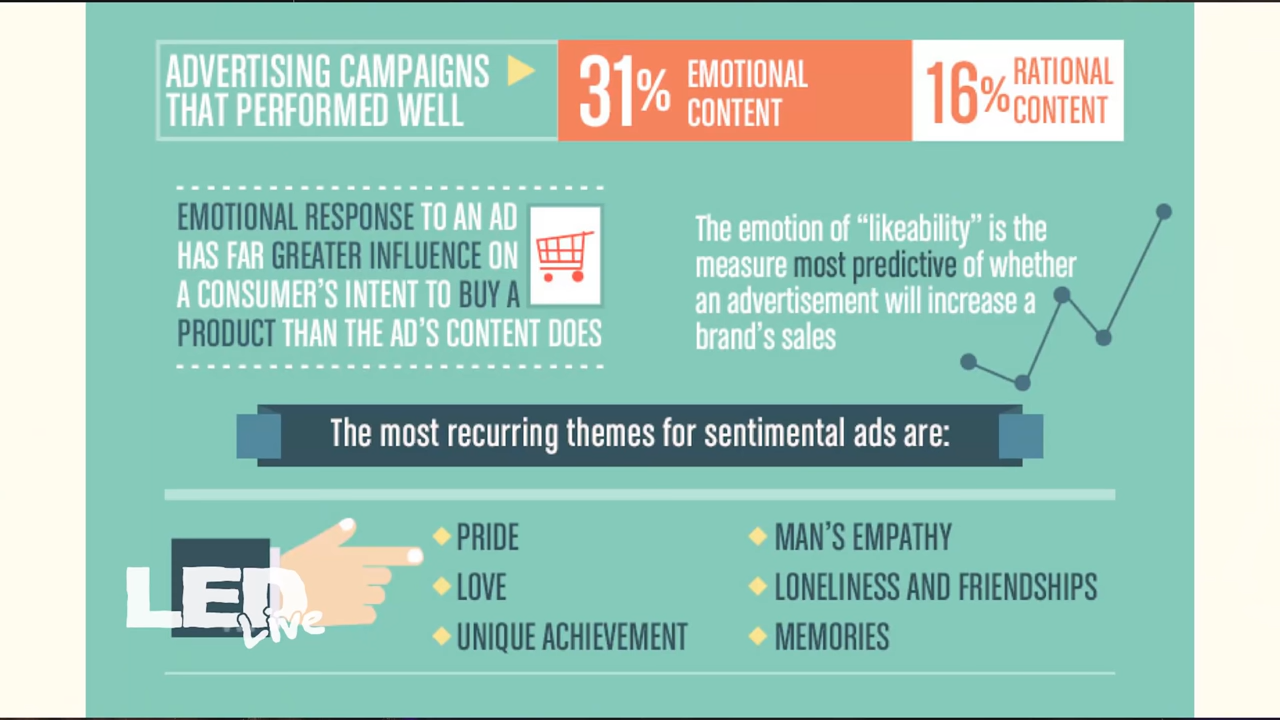 ADVERTISING CAMPAIGNS
THAT PERFORMED WELL
31% EMOTIONAL
CONTENT
16% RATIONAL
CONTENT
EMOTIONAL RESPONSE TO AN AD
HAS FAR GREATER INFLUENCE ON
A CONSUMER'S INTENT TO BUY A
PRODUCT THAN THE AD'S CONTENT DOES
The emotion of “likeability” is the
measure most predictive of whether
an advertisement will increase a
brand's sales
The most recurring themes for sentimental ads are:
PRIDE
LOVE
UNIQUE ACHIEVEMENT
MAN'S EMPATHY
LONELINESS AND FRIENDSHIPS
MEMORIES
LED
Live